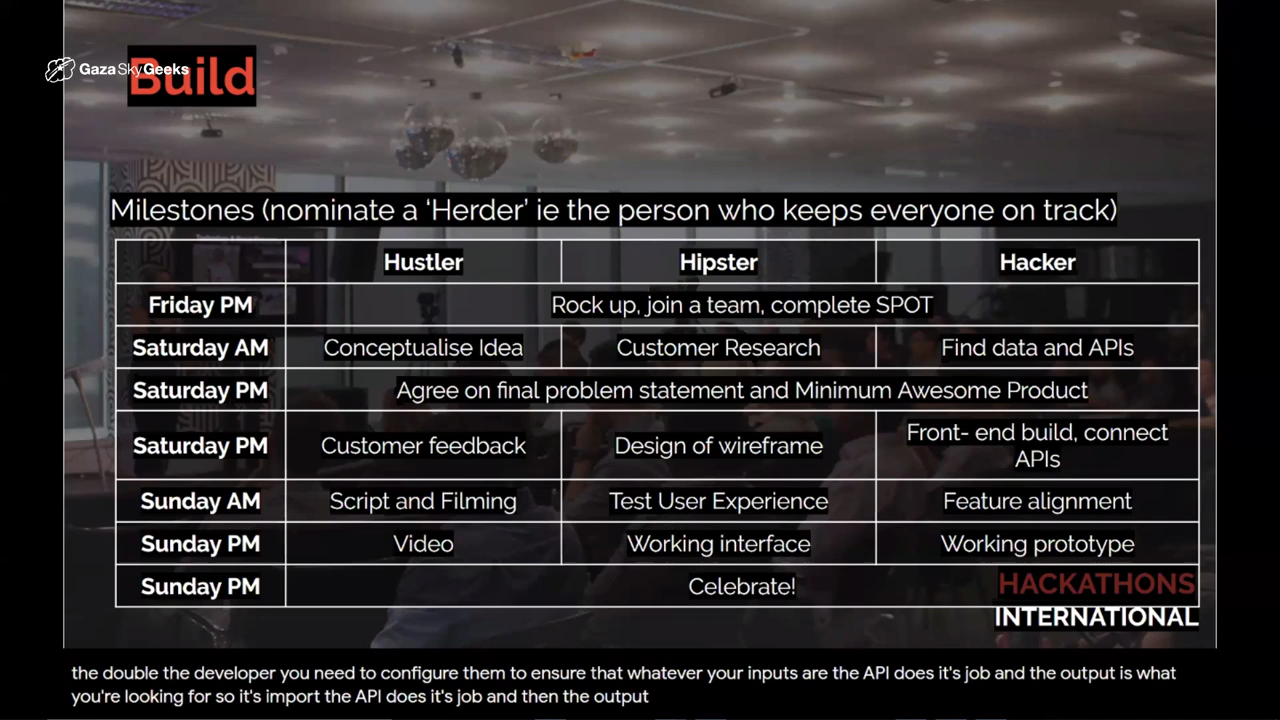 Gaza Sky Geeks
Build
Milestones (nominate a ‘Herder’ ie the person who keeps everyone on track)
Hustler Hipster Hacker
Friday PM Rock up, join a team, complete SPOT
Saturday AM Conceptualise Idea Customer Research Find data and APIs
Saturday PM Agree on final problem statement and Minimum Awesome Product
Saturday PM Customer feedback Design of wireframe Front- end build, connect
APIs
Sunday AM Script and Filming Test User Experience Feature alignment
Sunday PM Video Working interface Working prototype
Sunday PM Celebrate!
HACKATHONS
INTERNATIONAL
the double the developer you need to configure them to ensure that whatever your inputs are the API does it's job and the output is what
you're looking for so it's import the API does it's job and then the output